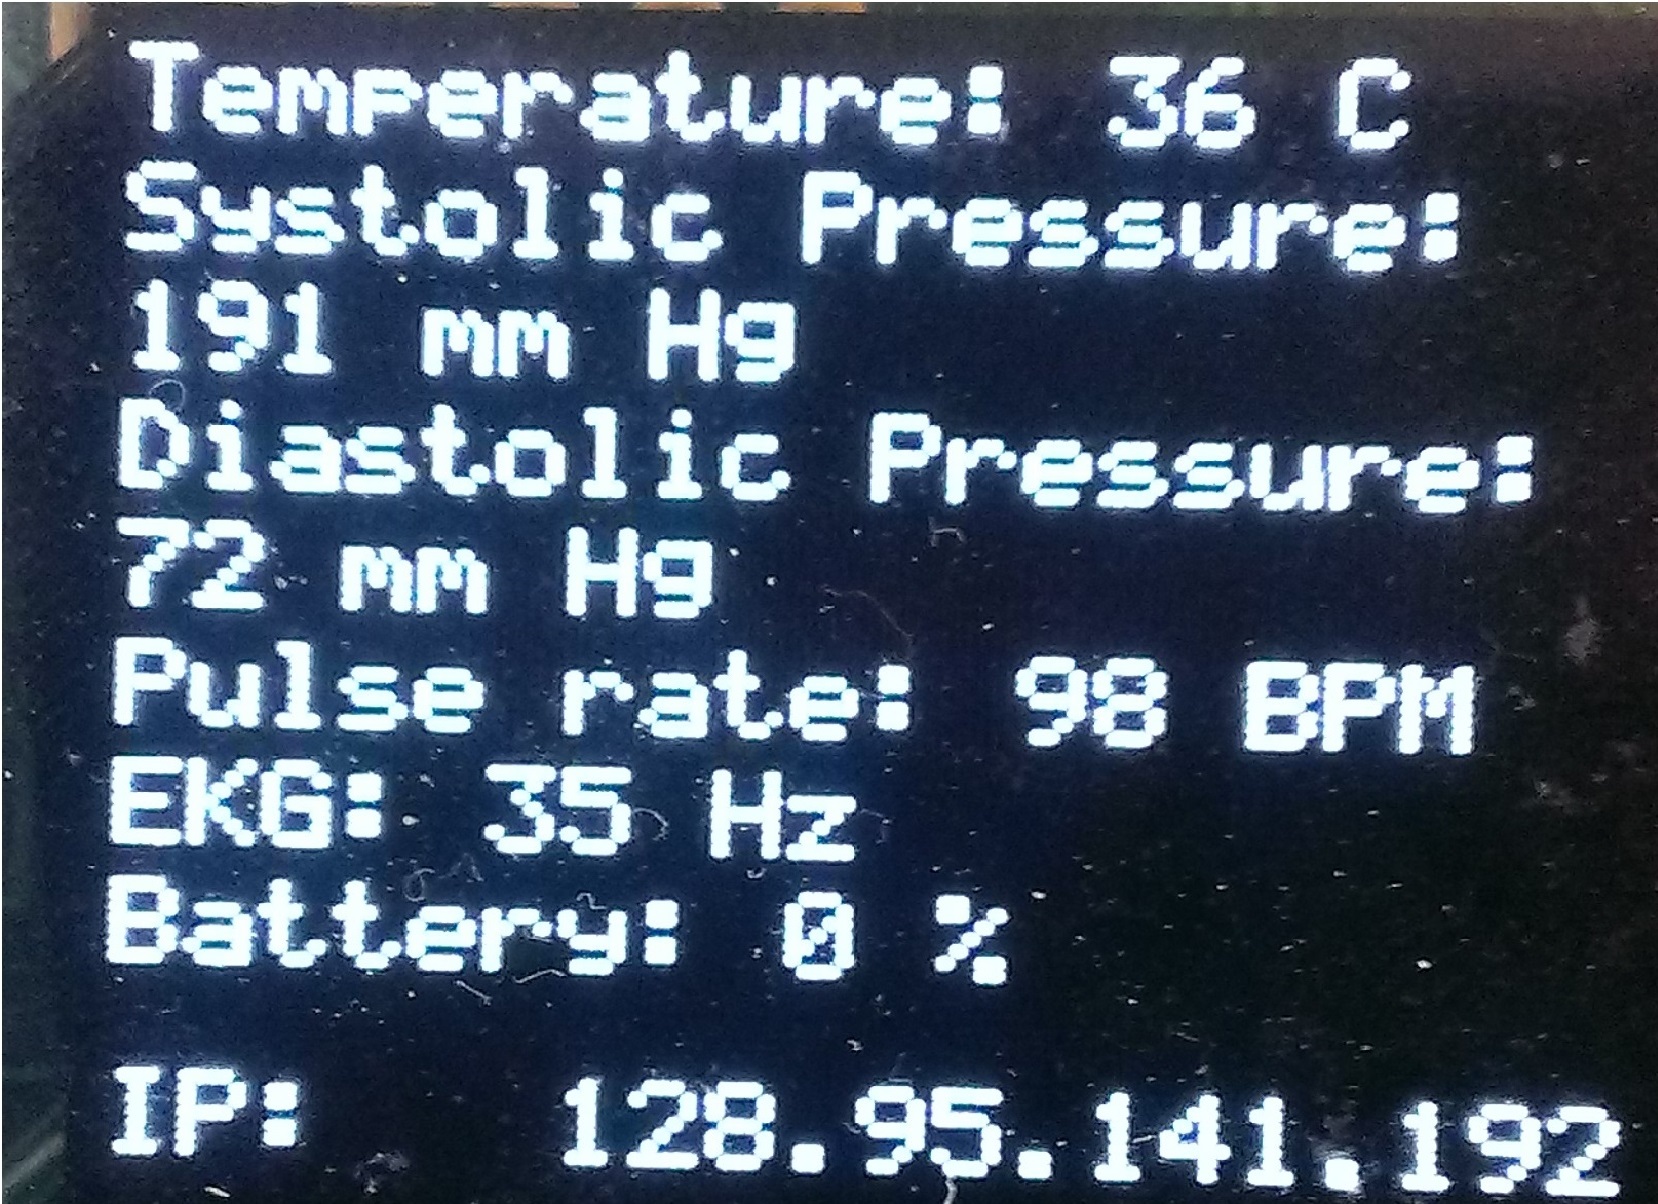 Temperature: 36 C
Systolic Pressure:
191 mm Hg
Diastolic Pressure:
72 mm Hg
Pulse rate: 98 BPM
EKG: 35 Hz
Battery: 0 %
IP: 128.95.141.192